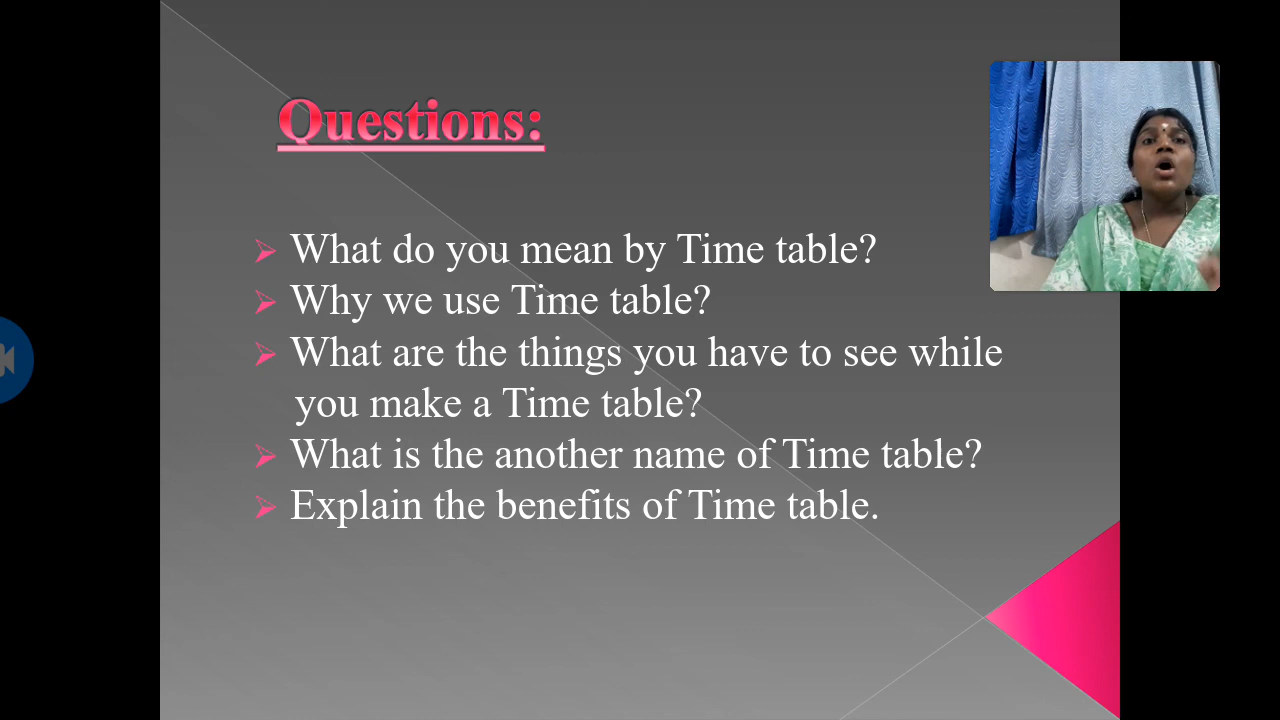 Questions:
What do you mean by Time table?
Why we use Time table?
What are the things you have to see while
you make a Time table?
What is the another name of Time table?
Explain the benefits of Time table.